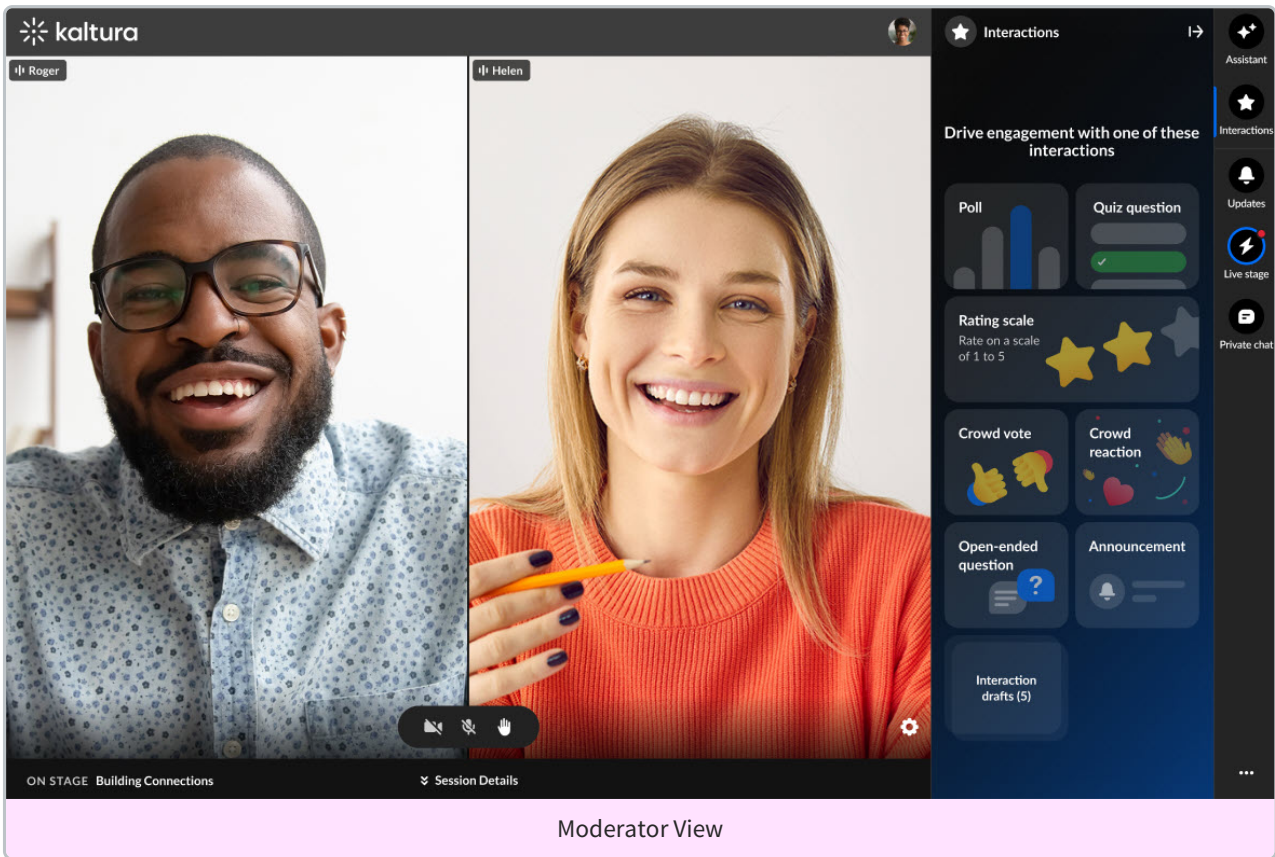 kaltura
Roger
Helen
ON STAGE Building Connections
Session Details
Interactions
Drive engagement with one of these
interactions
Poll
Quiz question
Rating scale
Rate on a scale
of 1 to 5
Crowd vote
Crowd
reaction
Open-ended
question
?
Announcement
Interaction
drafts (5)
Assistant
Interactions
Updates
Live stage
Private chat
Moderator View